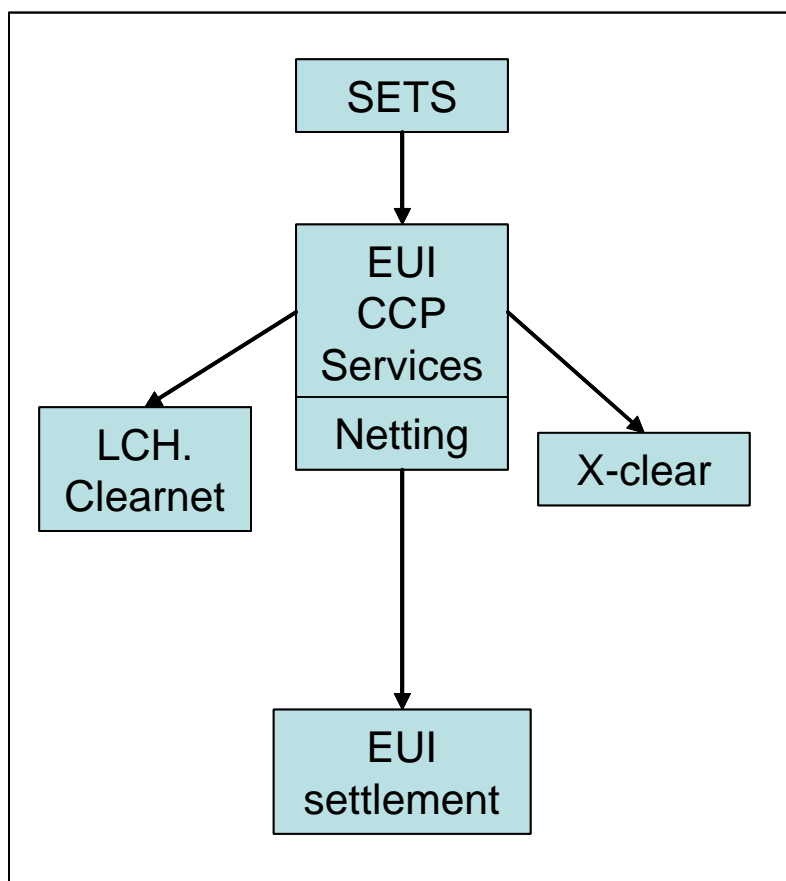 SETS
EUI
CCP
Services
Netting
LCH.
Clearnet
X-clear
EUI
settlement